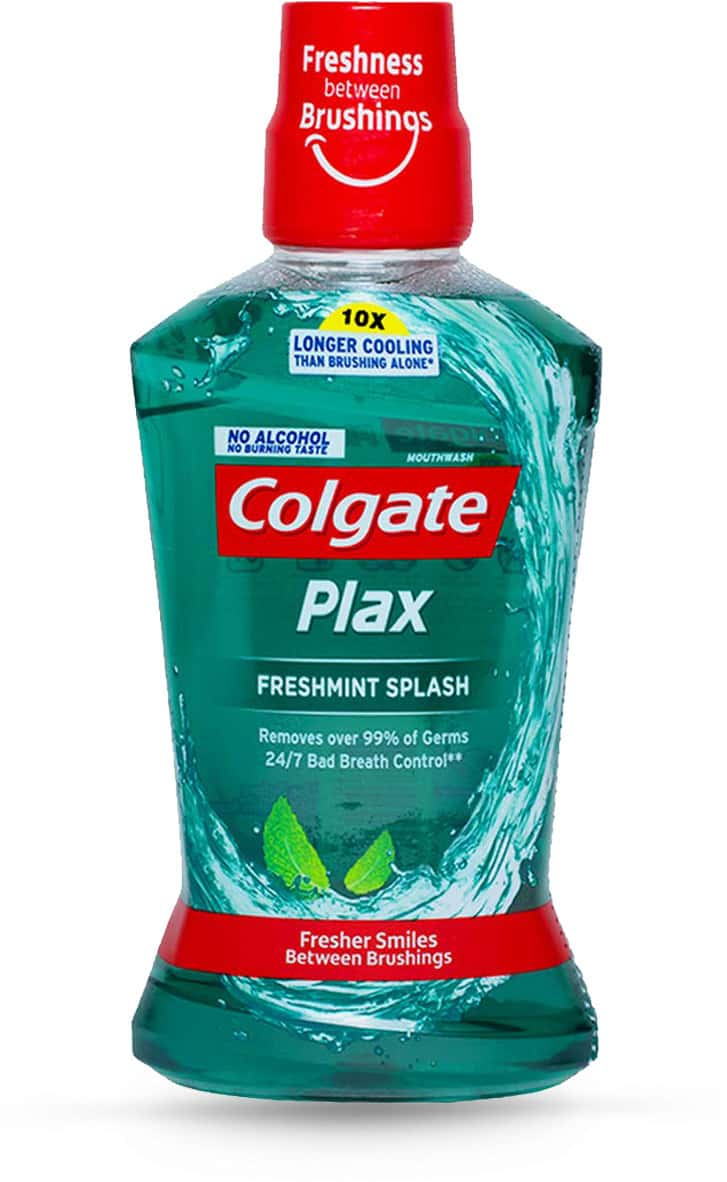 Freshness
between
Brushings
10X
LONGER COOLING
THAN BRUSHING ALONE*
NO ALCOHOL
NO BURNING TASTE
MOUTHWASH
Colgate
Plax
FRESHMINT SPLASH
Removes over 99% of Germs
24/7 Bad Breath Control**
Fresher Smiles
Between Brushings